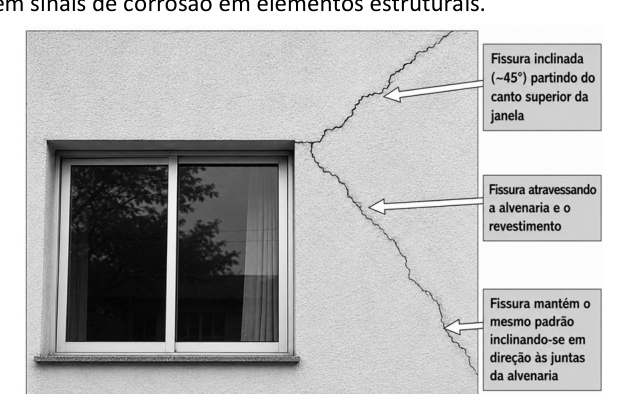 em sinais de corrosão em elementos estruturais.
Fissura inclinada
(~45°) partindo do
canto superior da
janela
Fissura atravessando
a alvenaria e o
revestimento
Fissura mantém o
mesmo padrão
inclinando-se em
direção às juntas
da alvenaria